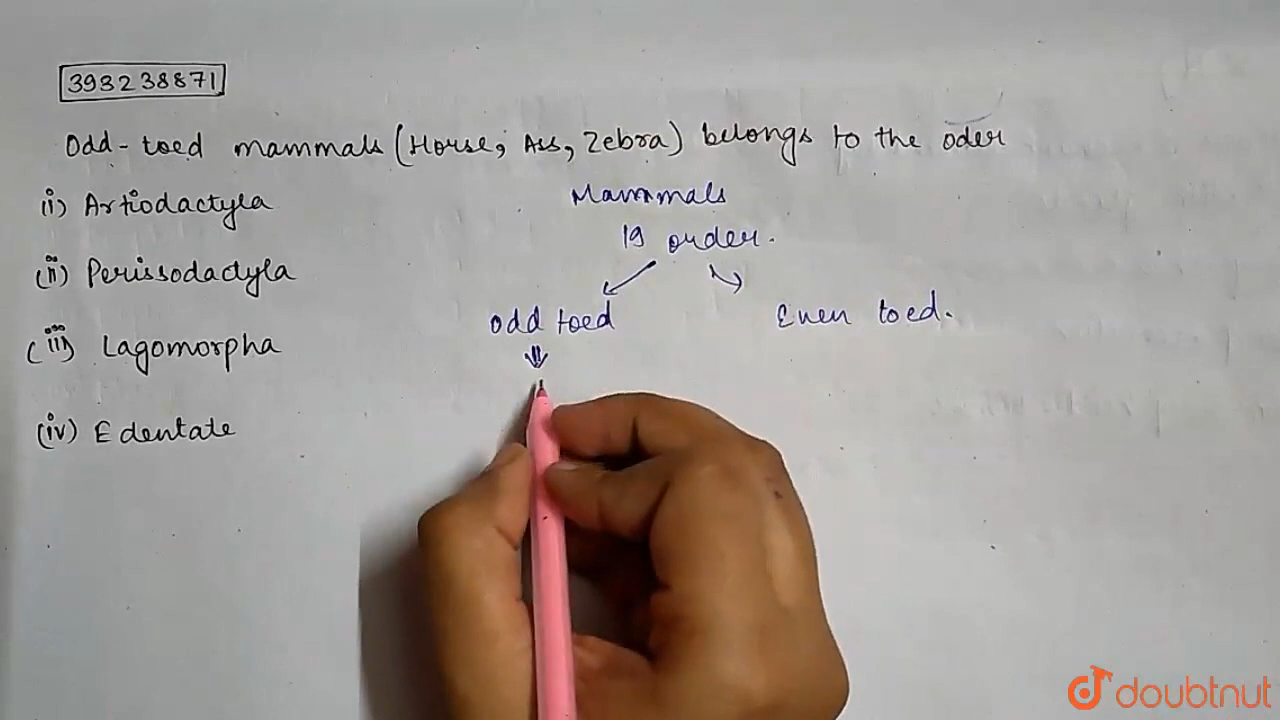 393238871
Odd-toed mammals (Horse, Ass, Zebra) belongs to the oder
(i) Artiodactyla
(ii) Perissodactyla
(iii) Lagomorpha
(iv) Edentate
Mammals
19 order.
Odd toed
Even toed.
doubtnut